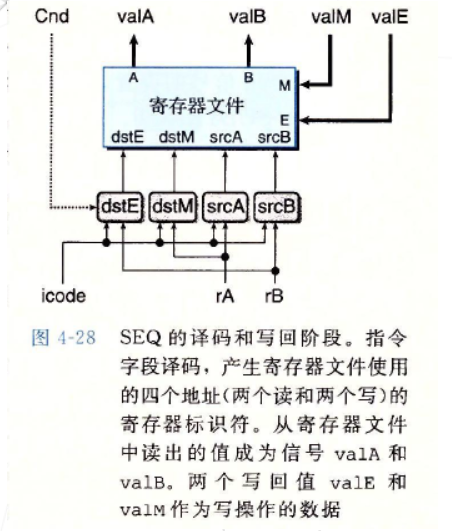 Cnd valA valB valM valE
A B M
寄存器文件
E
dstE dstM srcA srcB
dstE dstM srcA srcB
icode rA rB
图 4-28 SEQ 的译码和写回阶段。指令
字段译码，产生寄存器文件使用
的四个地址(两个读和两个写)的
寄存器标识符。从寄存器文件
中读出的值成为信号 valA 和
valB。两个写回值 valE 和
valM 作为写操作的数据